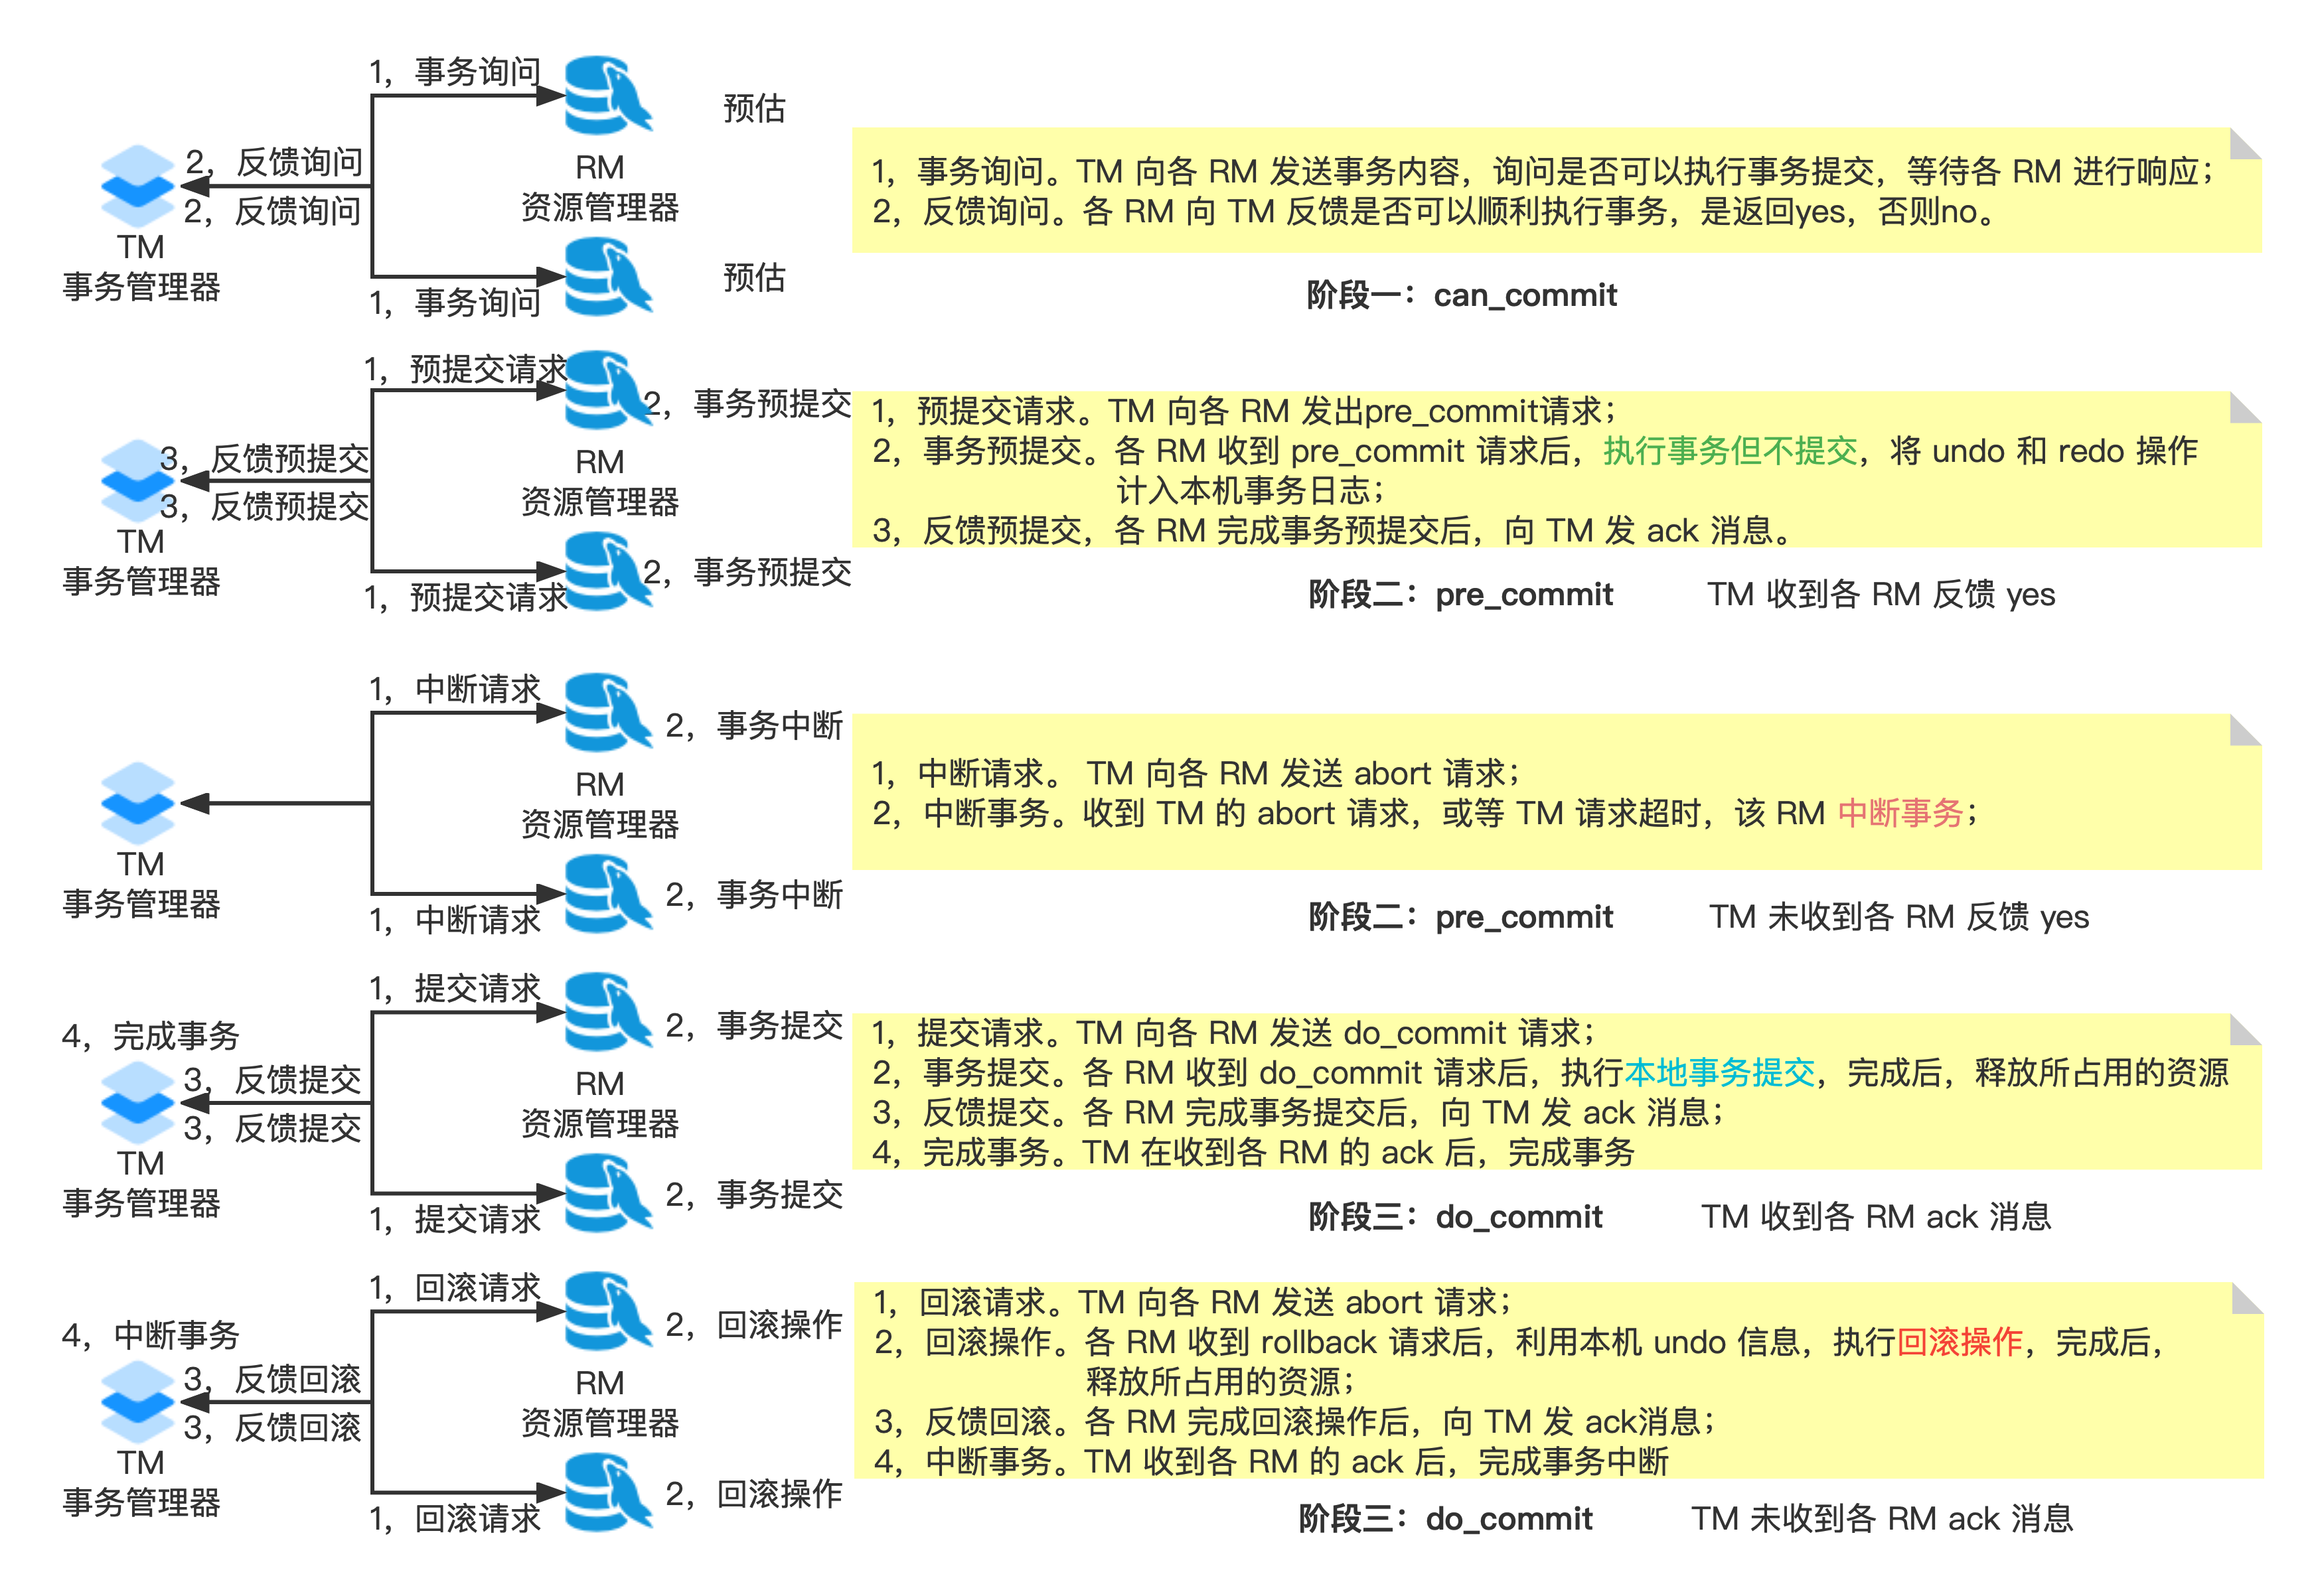 1，事务询问
预估
2，反馈询问
2，反馈询问
RM
资源管理器
TM
事务管理器
预估
1，事务询问
1，事务询问。TM 向各 RM 发送事务内容，询问是否可以执行事务提交，等待各 RM 进行响应；
2，反馈询问。各 RM 向 TM 反馈是否可以顺利执行事务，是返回yes，否则no。
阶段一：can_commit
1，预提交请求
2，事务预提交
3，反馈预提交
3，反馈预提交
RM
资源管理器
TM
事务管理器
2，事务预提交
1，预提交请求
1，预提交请求。TM 向各 RM 发出pre_commit请求；
2，事务预提交。各 RM 收到 pre_commit 请求后，执行事务但不提交，将 undo 和 redo 操作
计入本机事务日志；
3，反馈预提交，各 RM 完成事务预提交后，向 TM 发 ack 消息。
阶段二：pre_commit TM 收到各 RM 反馈 yes
1，中断请求
2，事务中断
RM
资源管理器
TM
事务管理器
2，事务中断
1，中断请求
1，中断请求。 TM 向各 RM 发送 abort 请求；
2，中断事务。收到 TM 的 abort 请求，或等 TM 请求超时，该 RM 中断事务；
阶段二：pre_commit TM 未收到各 RM 反馈 yes
1，提交请求
2，事务提交
4，完成事务
3，反馈提交
3，反馈提交
RM
资源管理器
TM
事务管理器
2，事务提交
1，提交请求
1，提交请求。TM 向各 RM 发送 do_commit 请求；
2，事务提交。各 RM 收到 do_commit 请求后，执行本地事务提交，完成后，释放所占用的资源
3，反馈提交。各 RM 完成事务提交后，向 TM 发 ack 消息；
4，完成事务。TM 在收到各 RM 的 ack 后，完成事务
阶段三：do_commit TM 收到各 RM ack 消息
1，回滚请求
2，回滚操作
4，中断事务
3，反馈回滚
3，反馈回滚
RM
资源管理器
TM
事务管理器
2，回滚操作
1，回滚请求
1，回滚请求。TM 向各 RM 发送 abort 请求；
2，回滚操作。各 RM 收到 rollback 请求后，利用本机 undo 信息，执行回滚操作，完成后，
释放所占用的资源；
3，反馈回滚。各 RM 完成回滚操作后，向 TM 发 ack消息；
4，中断事务。TM 收到各 RM 的 ack 后，完成事务中断
阶段三：do_commit TM 未收到各 RM ack 消息